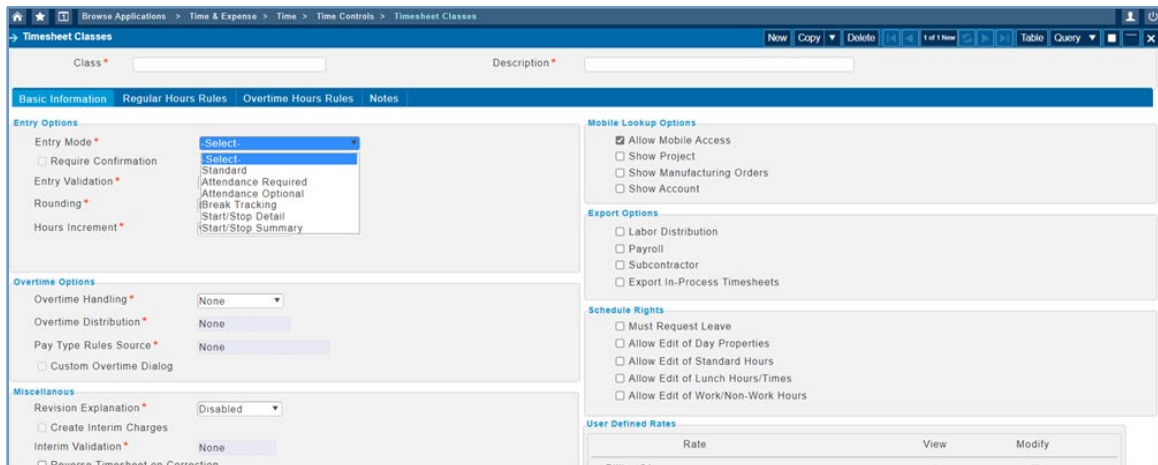 Browse Applications > Time & Expense > Time > Time Controls > Timesheet Classes
Timesheet Classes New Copy ▼ Delete 1 of 1 New Table Query ▼
Class * Description *
Basic Information Regular Hours Rules Overtime Hours Rules Notes
Entry Options
Entry Mode * -Select-
Require Confirmation
-Select-
Standard
Entry Validation *
Attendance Required
Attendance Optional
Rounding *
Break Tracking
Start/Stop Detail
Hours Increment *
Start/Stop Summary
Overtime Options
Overtime Handling * None
Overtime Distribution * None
Pay Type Rules Source * None
Custom Overtime Dialog
Miscellanous
Revision Explanation * Disabled
Create Interim Charges
Interim Validation * None
Reverse Timesheet on Correction
Mobile Lookup Options
Allow Mobile Access
Show Project
Show Manufacturing Orders
Show Account
Export Options
Labor Distribution
Payroll
Subcontractor
Export In-Process Timesheets
Schedule Rights
Must Request Leave
Allow Edit of Day Properties
Allow Edit of Standard Hours
Allow Edit of Lunch Hours/Times
Allow Edit of Work/Non-Work Hours
User Defined Rates
Rate View Modify